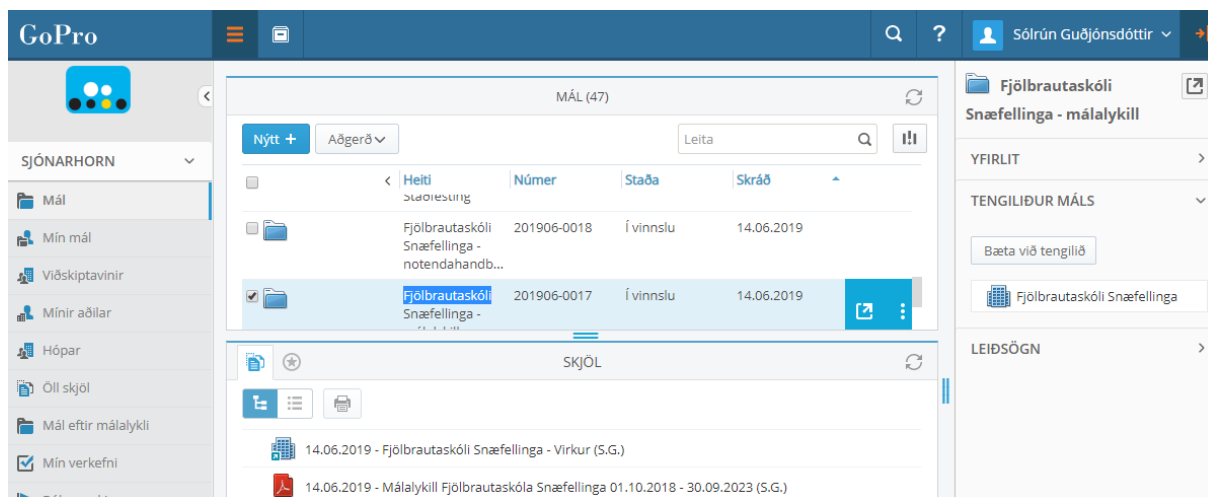 GoPro
?
Sólrún Guðjónsdóttir
SJÓNARHORN
Mál
Mín mál
Viðskiptavinir
Mínir aðilar
Hópar
Öll skjöl
Mál eftir málalykli
Mín verkefni
MÁL (47)
Nýtt +
Aðgerð
Leita
Heiti Númer Staða Skráð
Staðfesting
Fjölbrautaskóli 201906-0018 Í vinnslu 14.06.2019
Snæfellinga -
notendahandb...
Fjölbrautaskóli 201906-0017 Í vinnslu 14.06.2019
Snæfellinga -
SKJÖL
14.06.2019 - Fjölbrautaskóli Snæfellinga - Virkur (S.G.)
14.06.2019 - Málalykill Fjölbrautaskóla Snæfellinga 01.10.2018 - 30.09.2023 (S.G.)
Fjölbrautaskóli
Snæfellinga - málalykill
YFIRLIT
TENGILIÐUR MÁLS
Bæta við tengilið
Fjölbrautaskóli Snæfellinga
LEIÐSÖGN